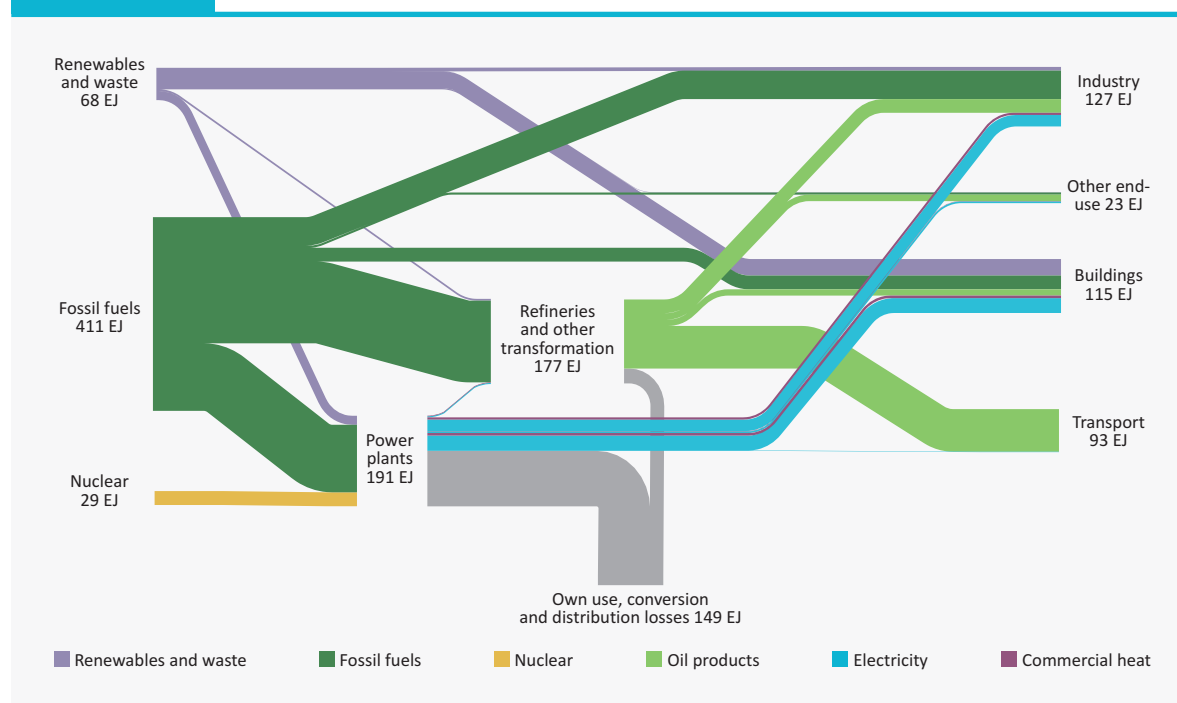 Renewables
and waste
68 EJ
Fossil fuels
411 EJ
Nuclear
29 EJ
Power
plants
191 EJ
Refineries
and other
transformation
177 EJ
Own use, conversion
and distribution losses 149 EJ
Industry
127 EJ
Other end-
use 23 EJ
Buildings
115 EJ
Transport
93 EJ
Renewables and waste
Fossil fuels
Nuclear
Oil products
Electricity
Commercial heat